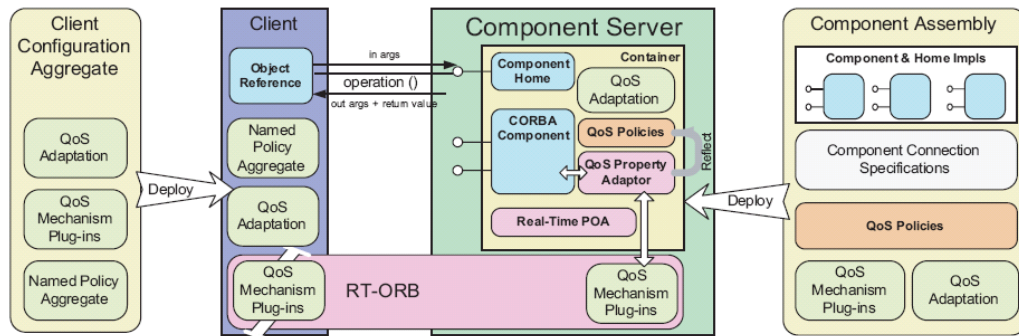 Client
Configuration
Aggregate
QoS
Adaptation
QoS
Mechanism
Plug-ins
Named Policy
Aggregate
Deploy
Client
Object
Reference
Named
Policy
Aggregate
QoS
Adaptation
QoS
Mechanism
Plug-ins
in args
operation ()
out args + return value
RT-ORB
Component Server
Container
Component
Home
QoS
Adaptation
CORBA
Component
QoS Policies
QoS Property
Adaptor
Reflect
Real-Time POA
QoS
Mechanism
Plug-ins
Deploy
Component Assembly
Component & Home Impls
Component Connection
Specifications
QoS Policies
QoS
Mechanism
Plug-ins
QoS
Adaptation